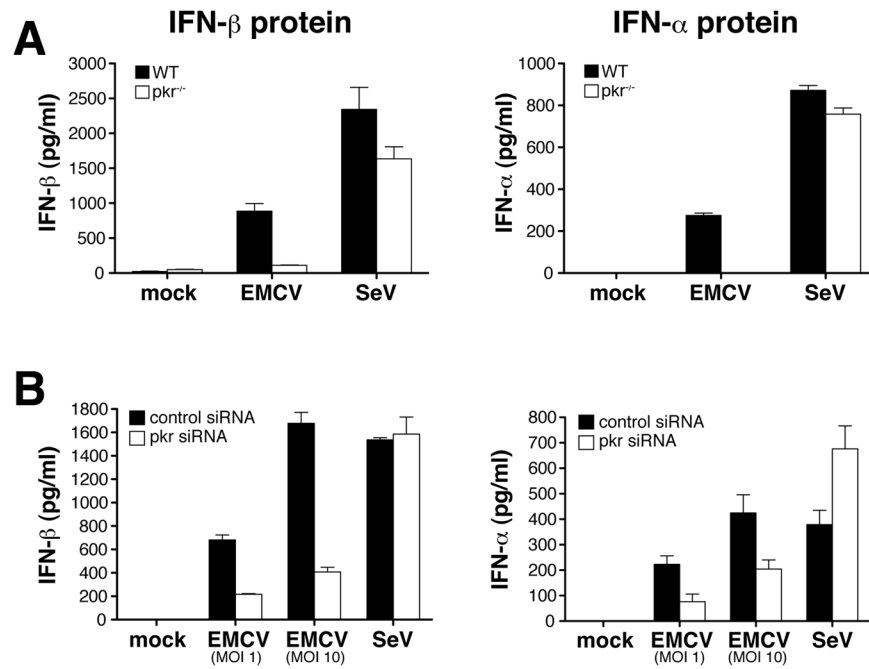 A
IFN-β protein
IFN-α protein
WT
pkr-/-
IFN-β (pg/ml)
3000
2500
2000
1500
1000
500
0
mock
EMCV
SeV
WT
pkr-/-
IFN-α (pg/ml)
1000
800
600
400
200
0
mock
EMCV
SeV
B
control siRNA
pkr siRNA
IFN-β (pg/ml)
1800
1600
1400
1200
1000
800
600
400
200
0
mock
EMCV
(MOI 1)
EMCV
(MOI 10)
SeV
control siRNA
pkr siRNA
IFN-α (pg/ml)
800
700
600
500
400
300
200
100
0
mock
EMCV
(MOI 1)
EMCV
(MOI 10)
SeV